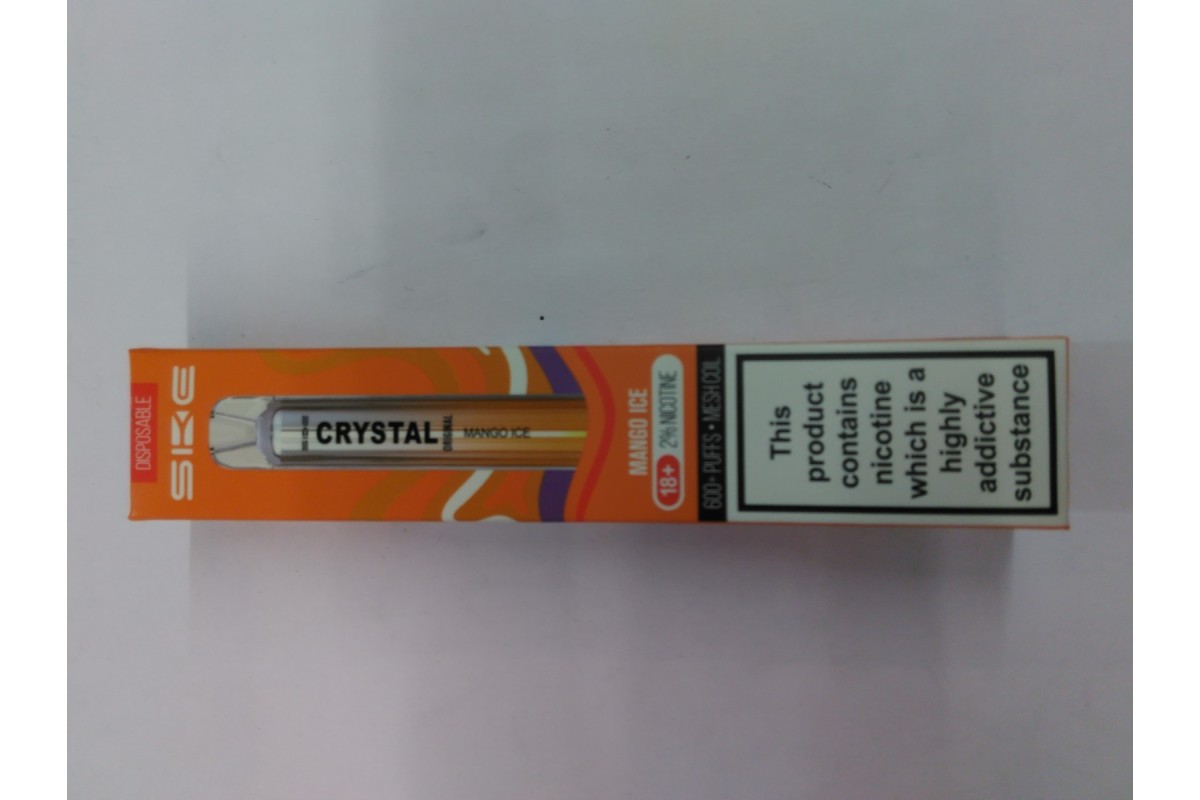 DISPOSABLE
SKE
CRYSTAL
ORIGINAL
MANGO ICE
MANGO ICE
18+ 2% NICOTINE
600+ PUFFS • MESH COIL
This
product
contains
nicotine
which is a
highly
addictive
substance